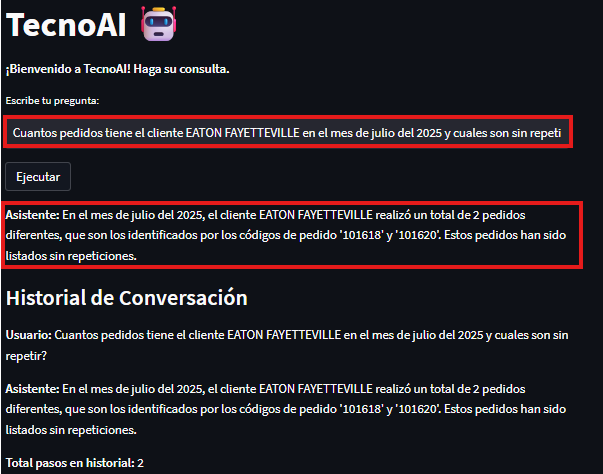 TecnoAI
¡Bienvenido a TecnoAI! Haga su consulta.
Escribe tu pregunta:
Cuantos pedidos tiene el cliente EATON FAYETTEVILLE en el mes de julio del 2025 y cuales son sin repeti
Ejecutar
Asistente: En el mes de julio del 2025, el cliente EATON FAYETTEVILLE realizó un total de 2 pedidos
diferentes, que son los identificados por los códigos de pedido '101618' y '101620'. Estos pedidos han sido
listados sin repeticiones.
Historial de Conversación
Usuario: Cuantos pedidos tiene el cliente EATON FAYETTEVILLE en el mes de julio del 2025 y cuales son sin
repetir?
Asistente: En el mes de julio del 2025, el cliente EATON FAYETTEVILLE realizó un total de 2 pedidos
diferentes, que son los identificados por los códigos de pedido '101618' y '101620'. Estos pedidos han sido
listados sin repeticiones.
Total pasos en historial: 2